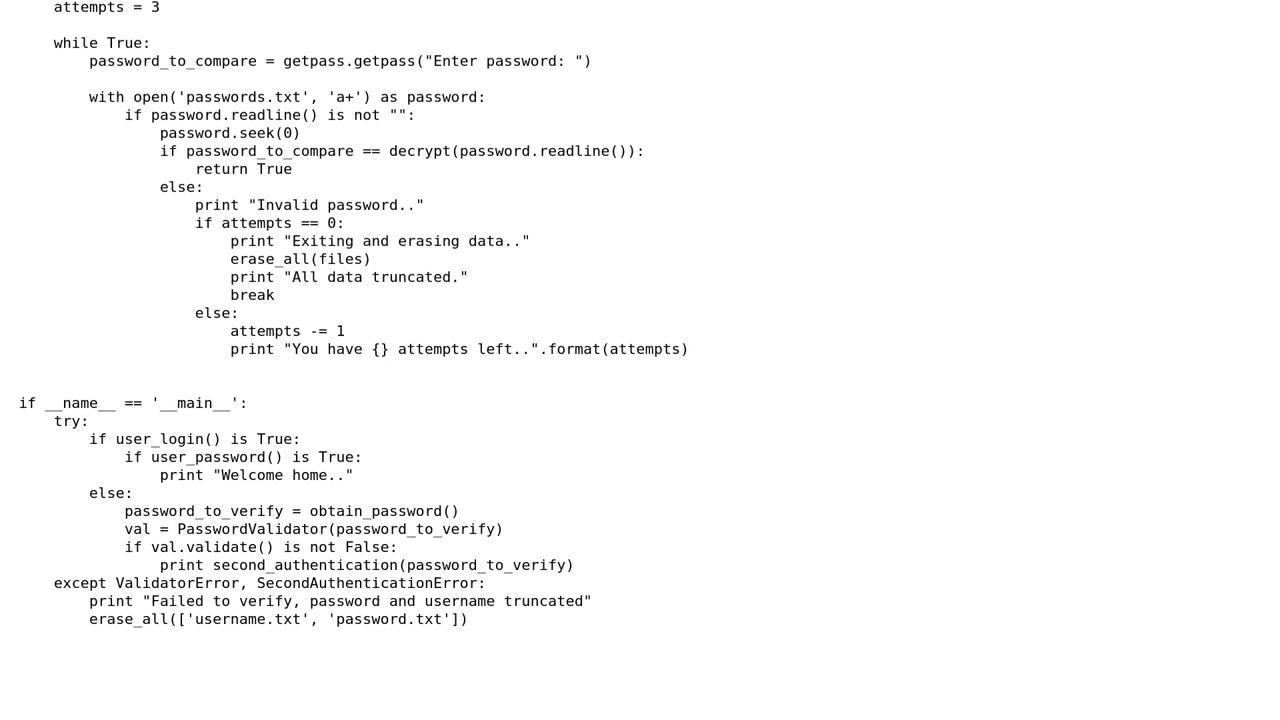 attempts = 3
while True:
password_to_compare = getpass.getpass("Enter password: ")
with open('passwords.txt', 'a+') as password:
if password.readline() is not "":
password.seek(0)
if password_to_compare == decrypt(password.readline()):
return True
else:
print "Invalid password.."
if attempts == 0:
print "Exiting and erasing data.."
erase_all(files)
print "All data truncated."
break
else:
attempts -= 1
print "You have {} attempts left..".format(attempts)
if __name__ == '__main__':
try:
if user_login() is True:
if user_password() is True:
print "Welcome home.."
else:
password_to_verify = obtain_password()
val = PasswordValidator(password_to_verify)
if val.validate() is not False:
print second_authentication(password_to_verify)
except ValidatorError, SecondAuthenticationError:
print "Failed to verify, password and username truncated"
erase_all(['username.txt', 'password.txt'])